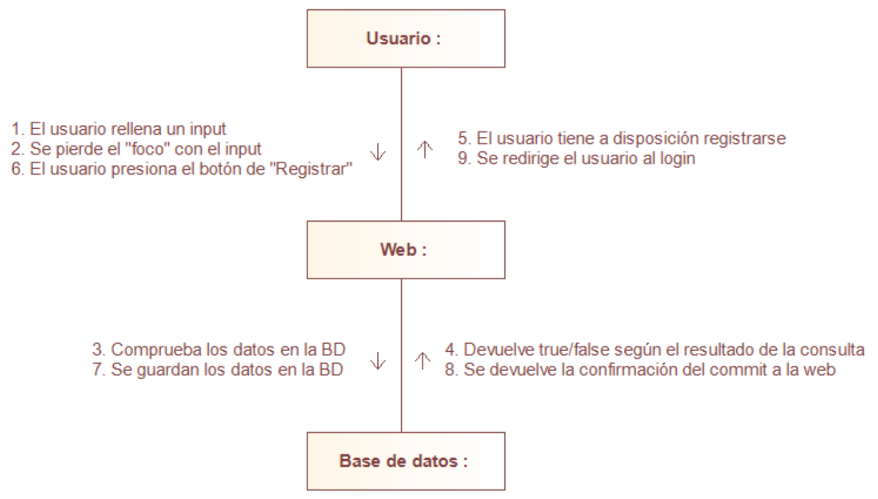 Usuario :
1. El usuario rellena un input
2. Se pierde el "foco" con el input
6. El usuario presiona el botón de "Registrar"
5. El usuario tiene a disposición registrarse
9. Se redirige el usuario al login
Web :
3. Comprueba los datos en la BD
7. Se guardan los datos en la BD
4. Devuelve true/false según el resultado de la consulta
8. Se devuelve la confirmación del commit a la web
Base de datos :